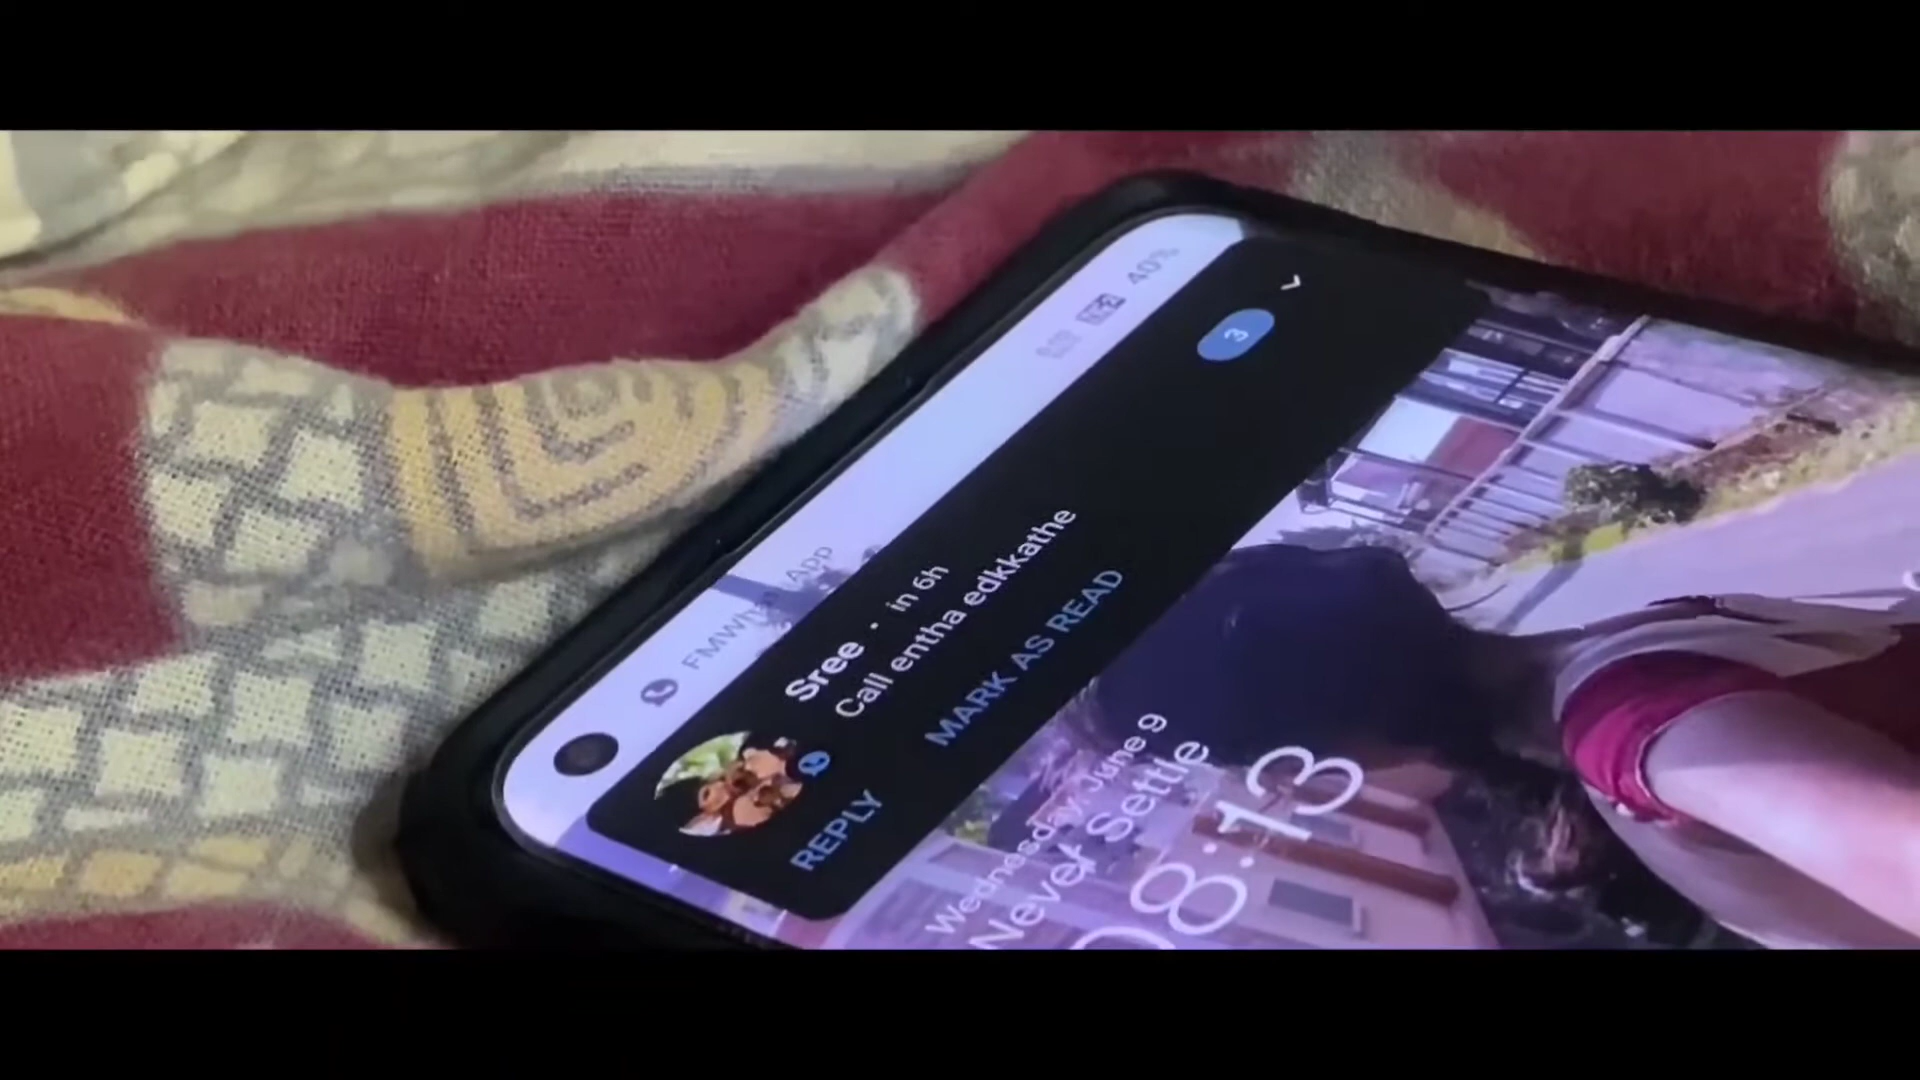 40%
FMWhatsApp
3
Sree · in 6h
Call entha edkkathe
REPLY MARK AS READ
Wednesday, June 9
Never Settle
08:13